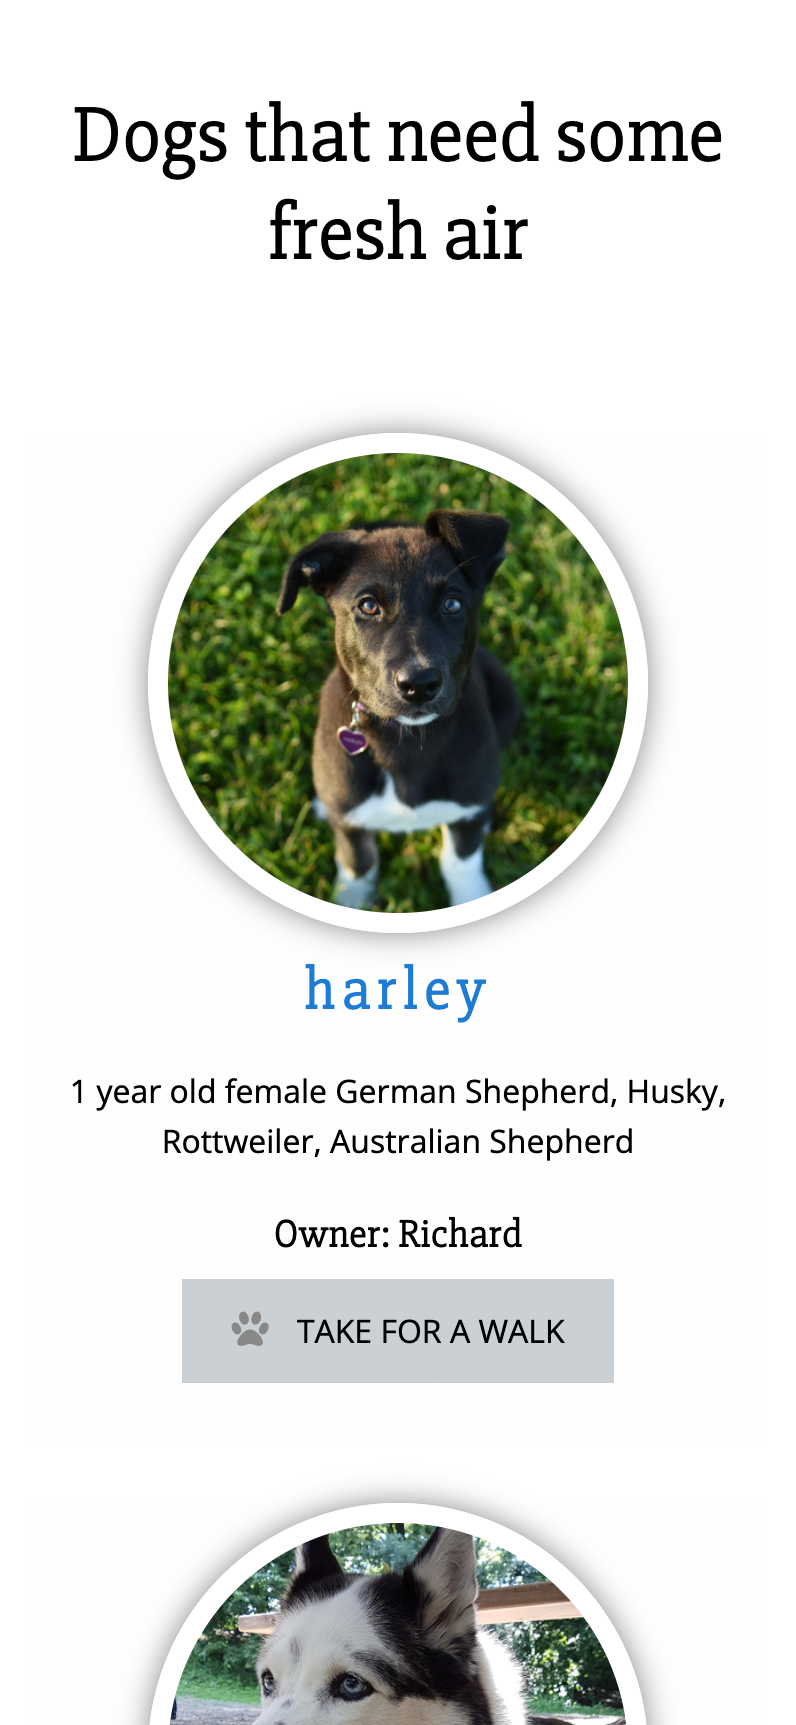 Dogs that need some
fresh air
harley
1 year old female German Shepherd, Husky,
Rottweiler, Australian Shepherd
Owner: Richard
TAKE FOR A WALK